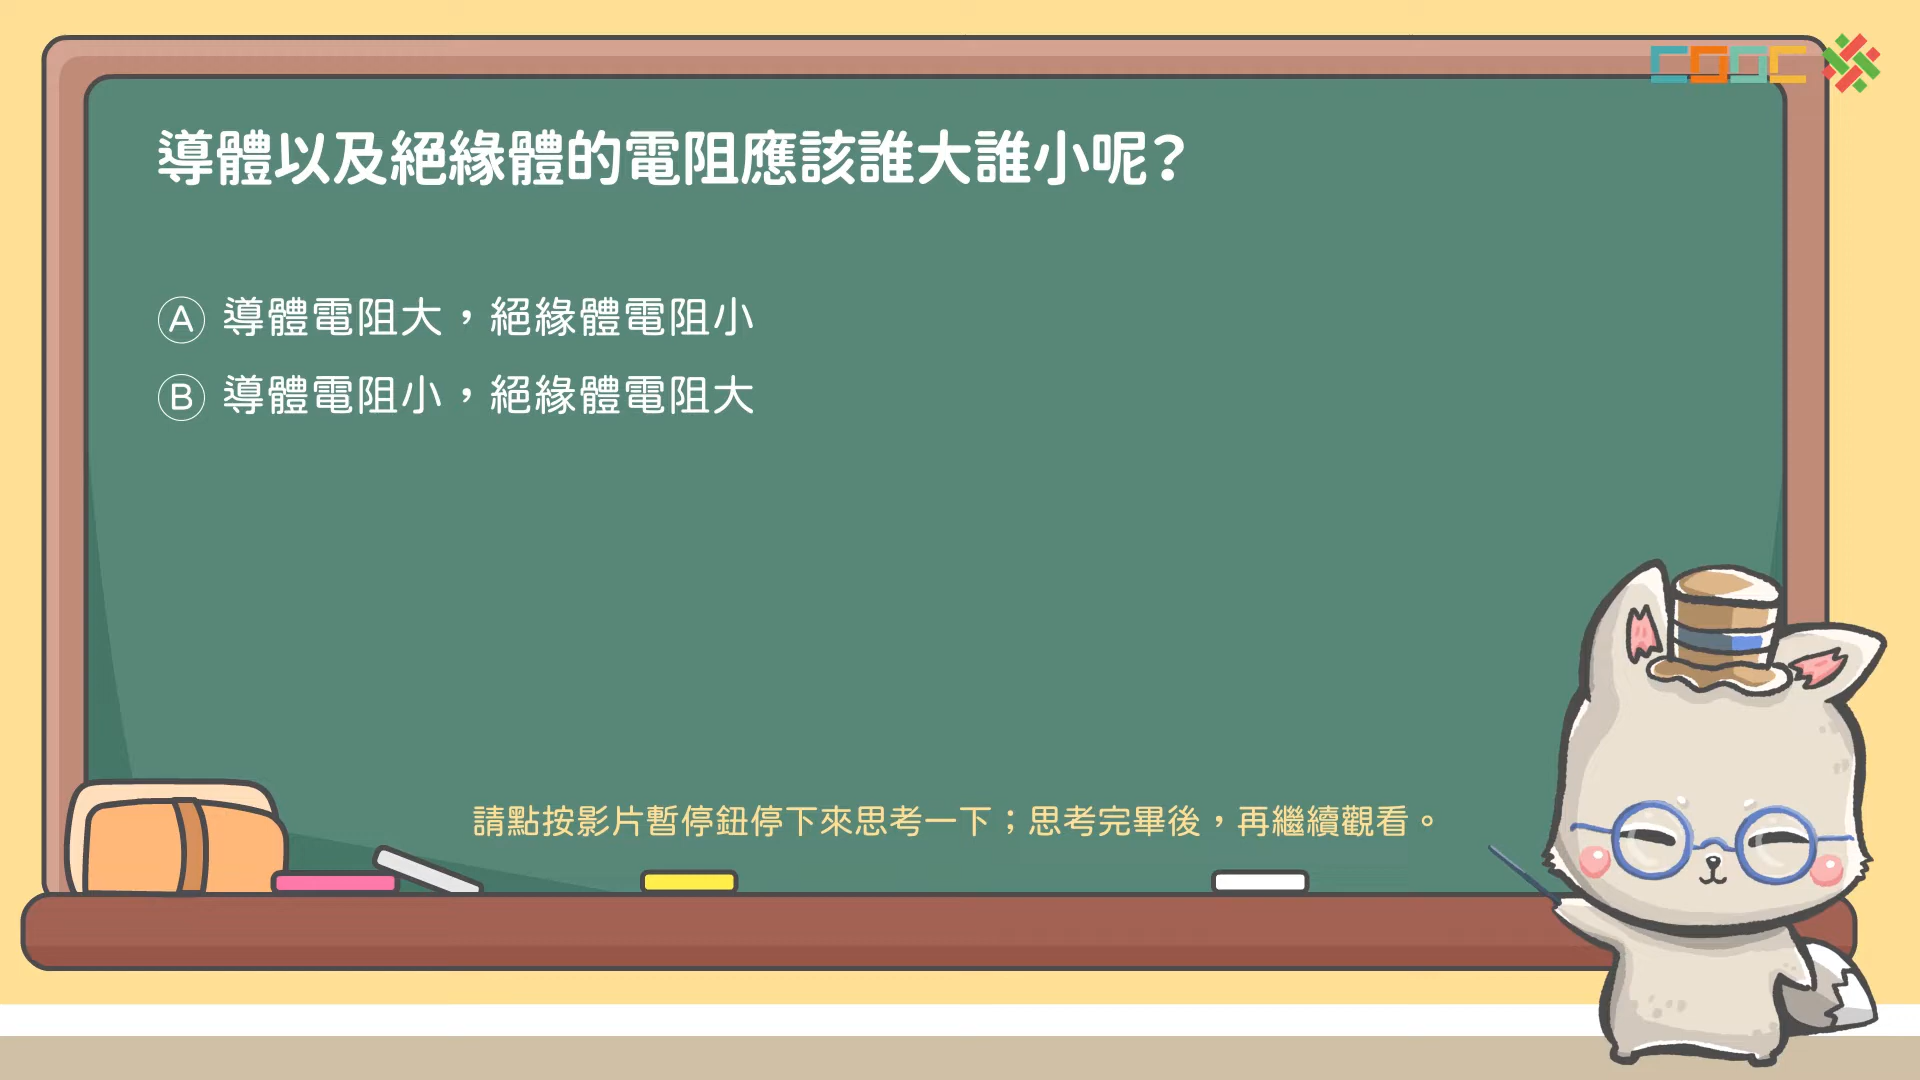 COOC
導體以及絕緣體的電阻應該誰大誰小呢？
Ⓐ 導體電阻大，絕緣體電阻小
Ⓑ 導體電阻小，絕緣體電阻大
請點按影片暫停鈕停下來思考一下；思考完畢後，再繼續觀看。